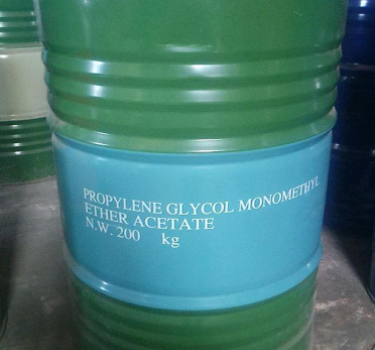 PROPYLENE GLYCOL MONOMETHYL
ETHER ACETATE
N.W. 200 kg